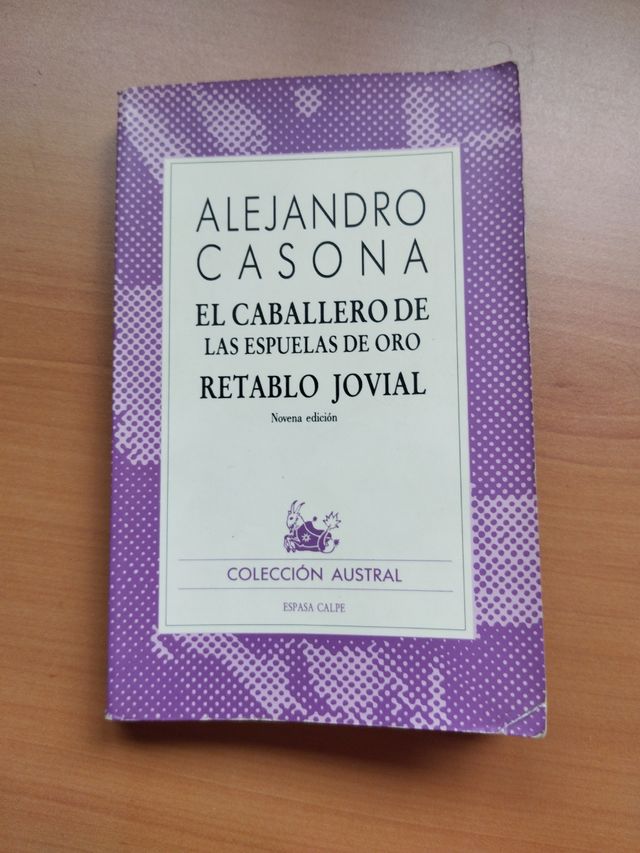 ALEJANDRO
CASONA
EL CABALLERO DE
LAS ESPUELAS DE ORO
RETABLO JOVIAL
Novena edición
COLECCIÓN AUSTRAL
ESPASA CALPE